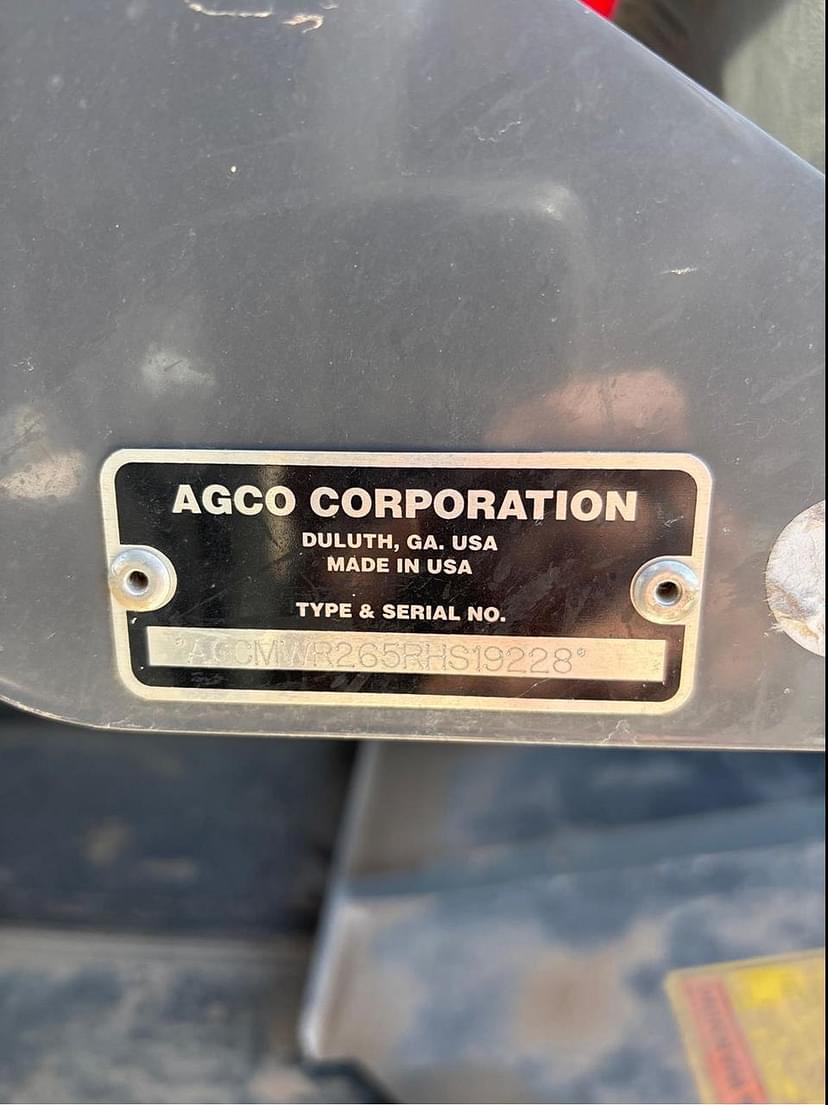 AGCO CORPORATION
DULUTH, GA. USA
MADE IN USA
TYPE & SERIAL NO.
*AGCMWR265RHS19228*